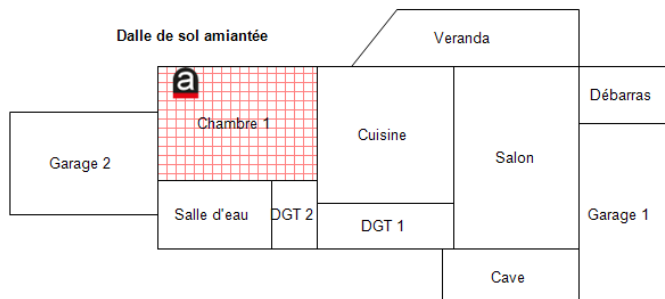 Veranda
Dalle de sol amiantée
a
Débarras
Chambre 1
Cuisine
Garage 2
Salon
Salle d'eau
DGT 2
DGT 1
Garage 1
Cave